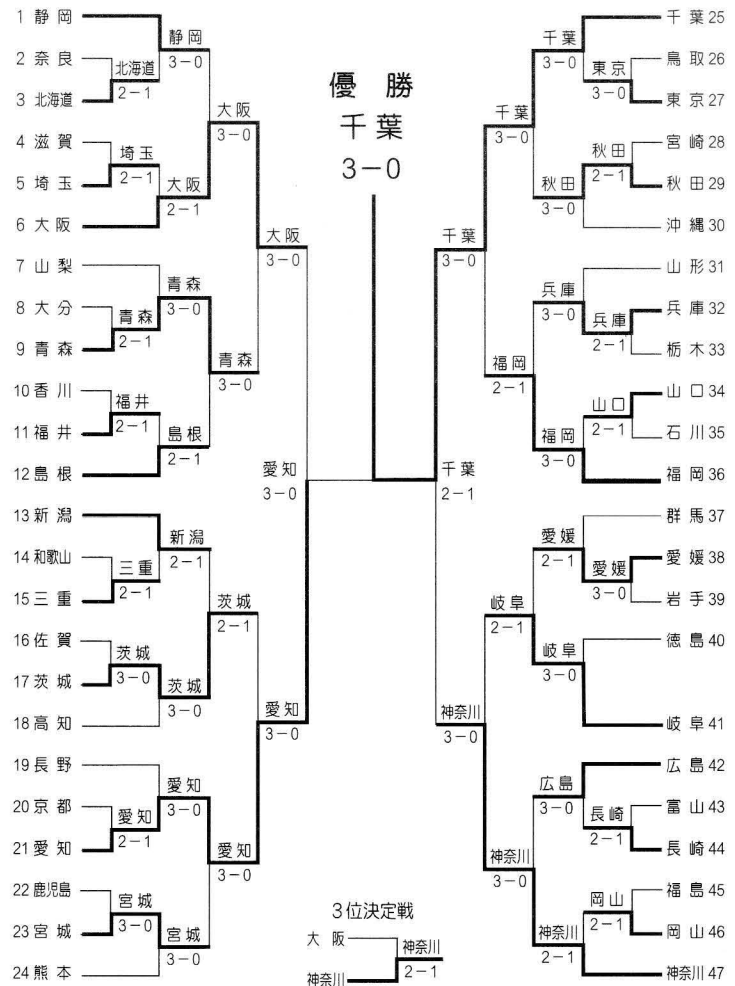 優勝
千葉
3-0
1 静岡
2 奈良
3 北海道
4 滋賀
5 埼玉
6 大阪
7 山梨
8 大分
9 青森
10 香川
11 福井
12 島根
13 新潟
14 和歌山
15 三重
16 佐賀
17 茨城
18 高知
19 長野
20 京都
21 愛知
22 鹿児島
23 宮城
24 熊本
北海道
2-1
埼玉
2-1
青森
2-1
福井
2-1
三重
2-1
茨城
3-0
愛知
2-1
宮城
3-0
静岡
3-0
大阪
2-1
青森
3-0
島根
2-1
新潟
2-1
茨城
3-0
愛知
3-0
宮城
3-0
大阪
3-0
青森
3-0
茨城
2-1
愛知
3-0
大阪
3-0
愛知
3-0
愛知
3-0
千葉
2-1
千葉
3-0
神奈川
3-0
千葉
3-0
福岡
2-1
岐阜
2-1
神奈川
3-0
千葉
3-0
秋田
3-0
兵庫
3-0
福岡
3-0
愛媛
2-1
岐阜
3-0
広島
3-0
神奈川
2-1
東京
3-0
秋田
2-1
兵庫
2-1
山口
2-1
愛媛
3-0
長崎
2-1
岡山
2-1
千葉 25
鳥取 26
東京 27
宮崎 28
秋田 29
沖縄 30
山形 31
兵庫 32
栃木 33
山口 34
石川 35
福岡 36
群馬 37
愛媛 38
岩手 39
徳島 40
岐阜 41
広島 42
富山 43
長崎 44
福島 45
岡山 46
神奈川 47
3位決定戦
大阪
神奈川
神奈川
2-1